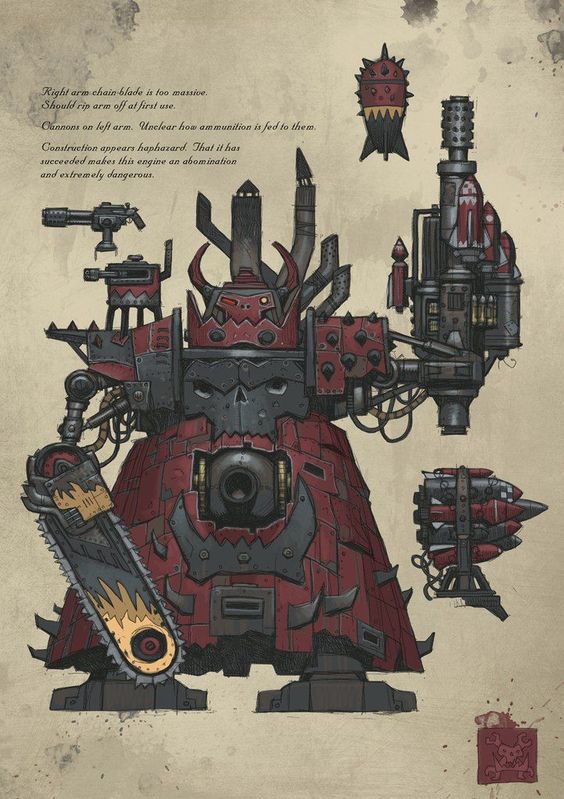 Right arm chain-blade is too massive.
Should rip arm off at first use.
Cannons on left arm. Unclear how ammunition is fed to them.
Construction appears haphazard. That it has
succeeded makes this engine an abomination
and extremely dangerous.